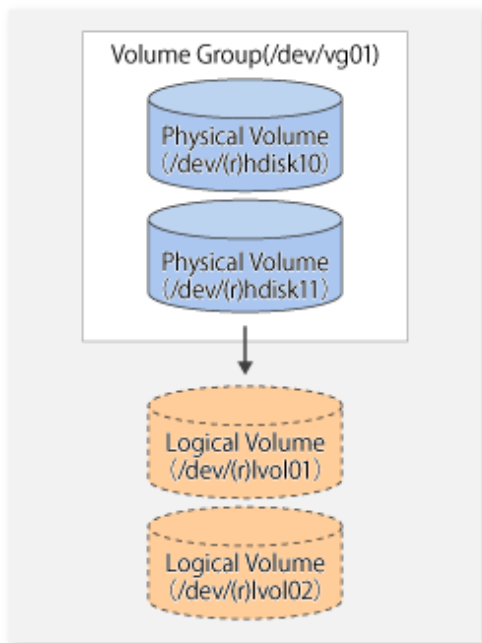 Volume Group(/dev/vg01)
Physical Volume
(/dev/(r)hdisk10)
Physical Volume
(/dev/(r)hdisk11)
Logical Volume
(/dev/(r)lvol01)
Logical Volume
(/dev/(r)lvol02)